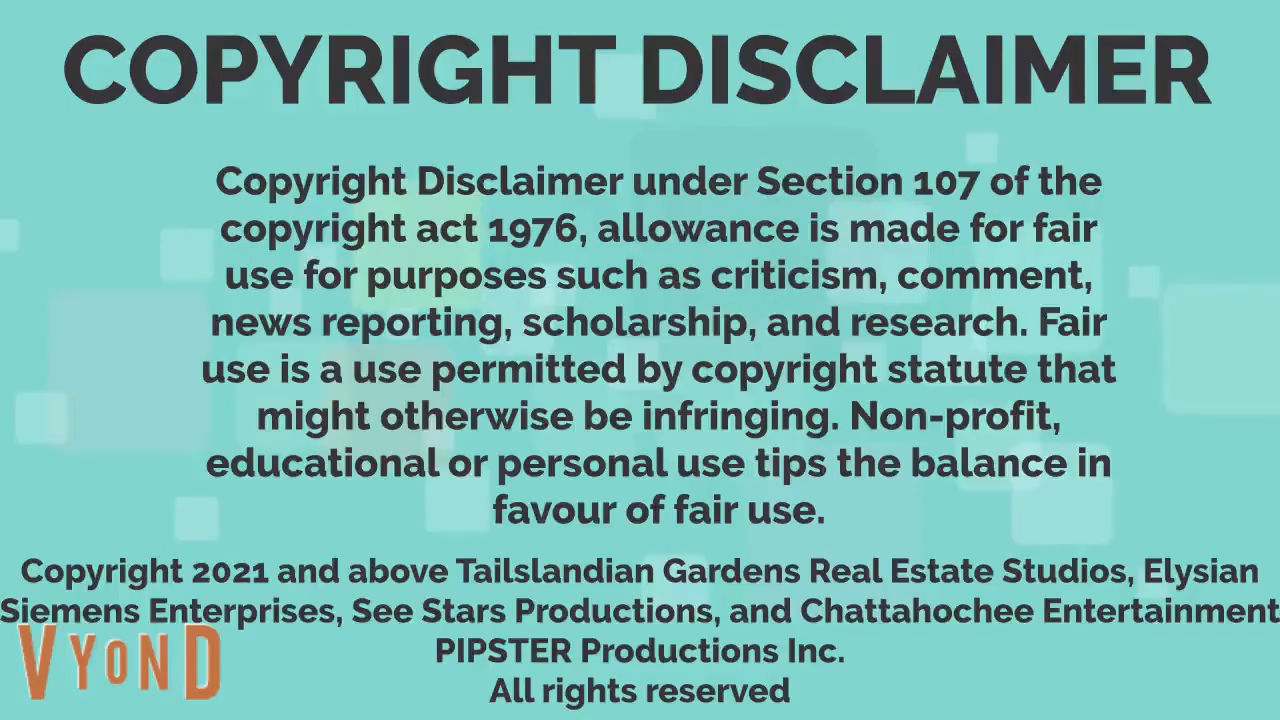 COPYRIGHT DISCLAIMER
Copyright Disclaimer under Section 107 of the
copyright act 1976, allowance is made for fair
use for purposes such as criticism, comment,
news reporting, scholarship, and research. Fair
use is a use permitted by copyright statute that
might otherwise be infringing. Non-profit,
educational or personal use tips the balance in
favour of fair use.
Copyright 2021 and above Tailslandian Gardens Real Estate Studios, Elysian
Siemens Enterprises, See Stars Productions, and Chattahochee Entertainment
PIPSTER Productions Inc.
All rights reserved
VYOND